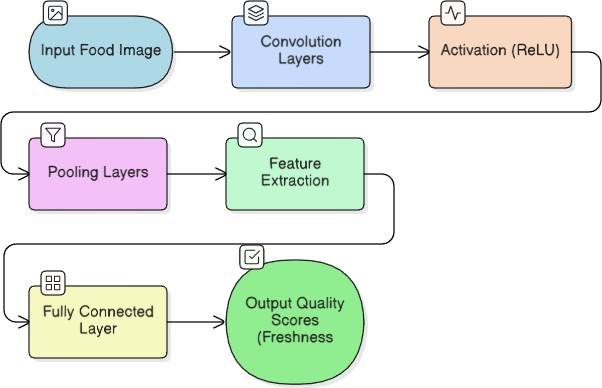 Input Food Image
Convolution
Layers
Activation (ReLU)
Pooling Layers
Feature
Extraction
Fully Connected
Layer
Output Quality
Scores
(Freshness